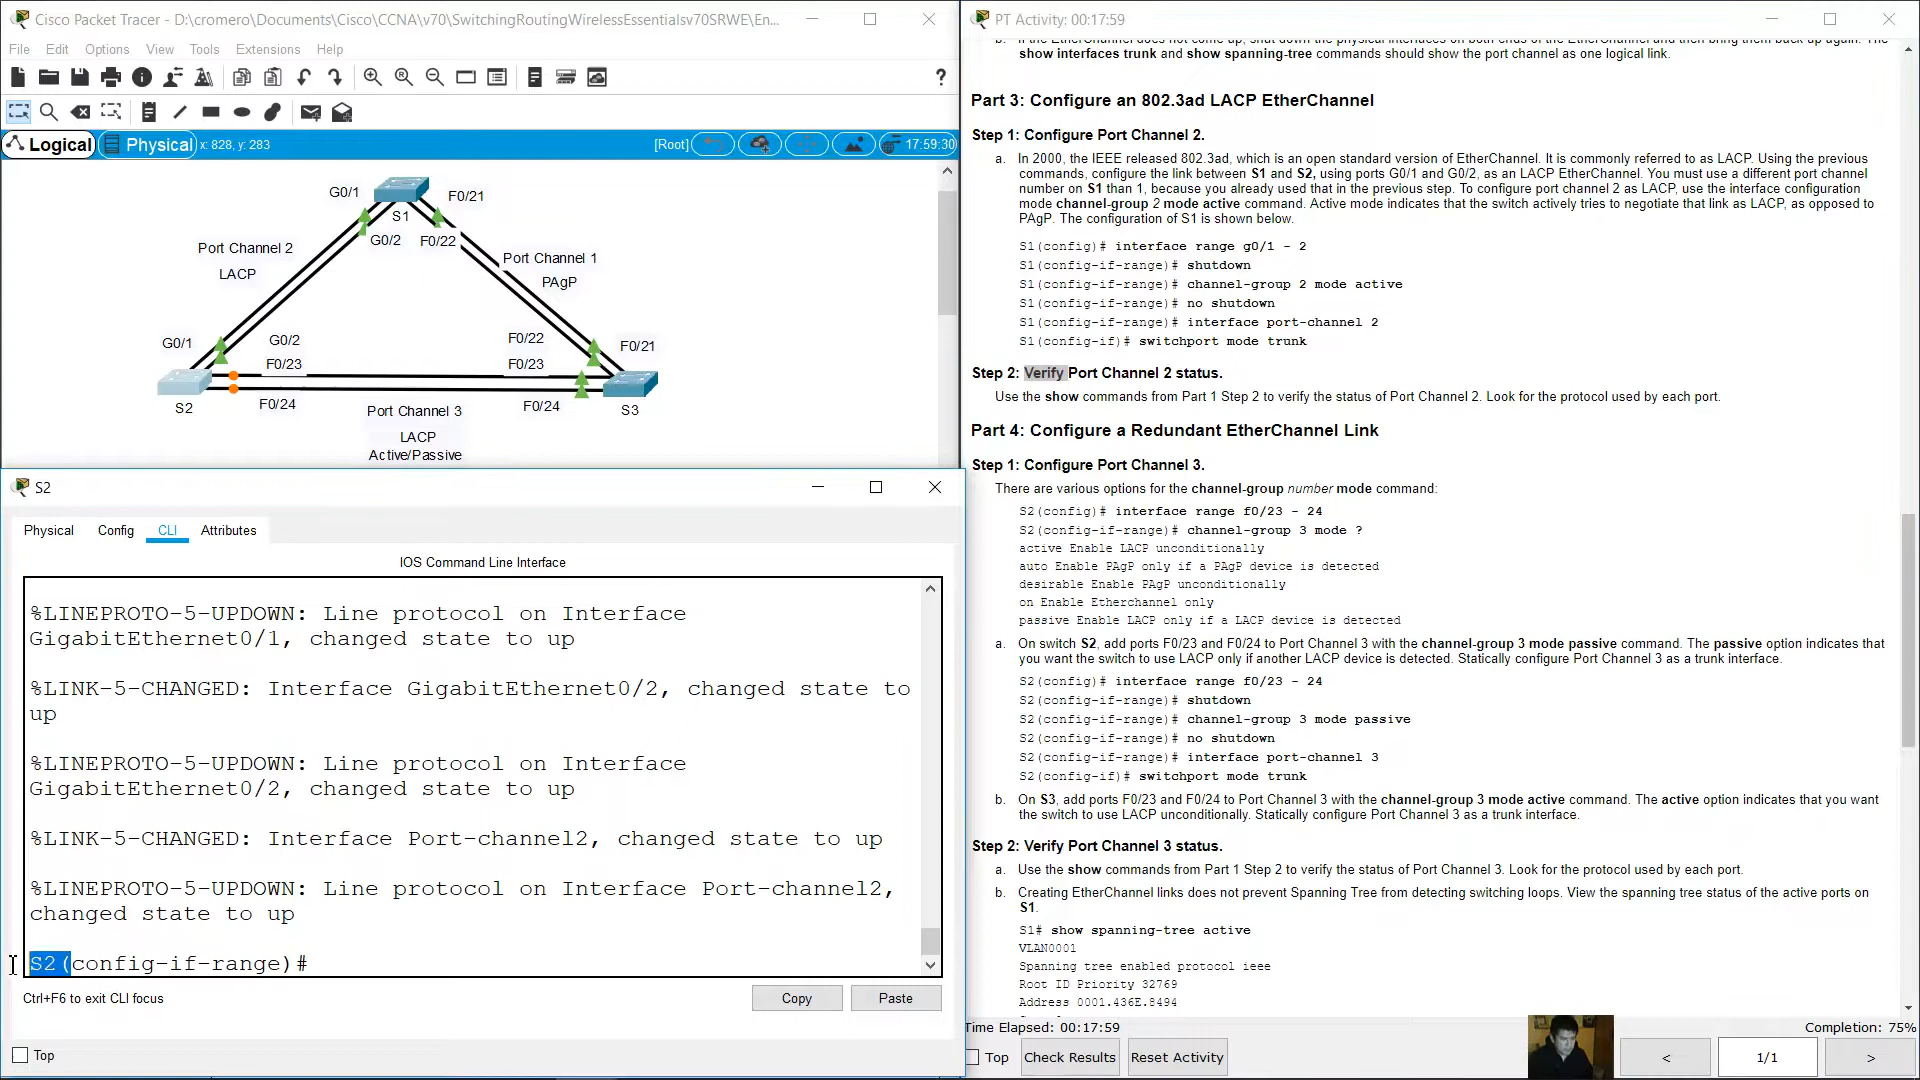 Cisco Packet Tracer - D:\cromero\Documents\Cisco\CCNA\v70\SwitchingRoutingWirelessEssentialsv70SRWE\En...
File Edit Options View Tools Extensions Help
Logical Physical x: 828, y: 283 [Root] 17:59:30
G0/1
F0/21
S1
G0/2 F0/22
Port Channel 2
LACP
Port Channel 1
PAgP
G0/1
G0/2
F0/23
F0/22
F0/23
F0/21
F0/24
S2
Port Channel 3
F0/24
S3
LACP
Active/Passive
S2
Physical Config CLI Attributes
IOS Command Line Interface
%LINEPROTO-5-UPDOWN: Line protocol on Interface
GigabitEthernet0/1, changed state to up
%LINK-5-CHANGED: Interface GigabitEthernet0/2, changed state to
up
%LINEPROTO-5-UPDOWN: Line protocol on Interface
GigabitEthernet0/2, changed state to up
%LINK-5-CHANGED: Interface Port-channel2, changed state to up
%LINEPROTO-5-UPDOWN: Line protocol on Interface Port-channel2,
changed state to up
S2(config-if-range)#
Ctrl+F6 to exit CLI focus
Copy Paste
Top
PT Activity: 00:17:59
b. If the EtherChannel does not come up, shut down the physical interfaces on both ends of the EtherChannel and then bring them back up again. The
show interfaces trunk and show spanning-tree commands should show the port channel as one logical link.
Part 3: Configure an 802.3ad LACP EtherChannel
Step 1: Configure Port Channel 2.
a. In 2000, the IEEE released 802.3ad, which is an open standard version of EtherChannel. It is commonly referred to as LACP. Using the previous
commands, configure the link between S1 and S2, using ports G0/1 and G0/2, as an LACP EtherChannel. You must use a different port channel
number on S1 than 1, because you already used that in the previous step. To configure port channel 2 as LACP, use the interface configuration
mode channel-group 2 mode active command. Active mode indicates that the switch actively tries to negotiate that link as LACP, as opposed to
PAgP. The configuration of S1 is shown below.
S1(config)# interface range g0/1 - 2
S1(config-if-range)# shutdown
S1(config-if-range)# channel-group 2 mode active
S1(config-if-range)# no shutdown
S1(config-if-range)# interface port-channel 2
S1(config-if)# switchport mode trunk
Step 2: Verify Port Channel 2 status.
Use the show commands from Part 1 Step 2 to verify the status of Port Channel 2. Look for the protocol used by each port.
Part 4: Configure a Redundant EtherChannel Link
Step 1: Configure Port Channel 3.
There are various options for the channel-group number mode command:
S2(config)# interface range f0/23 - 24
S2(config-if-range)# channel-group 3 mode ?
active Enable LACP unconditionally
auto Enable PAgP only if a PAgP device is detected
desirable Enable PAgP unconditionally
on Enable Etherchannel only
passive Enable LACP only if a LACP device is detected
a. On switch S2, add ports F0/23 and F0/24 to Port Channel 3 with the channel-group 3 mode passive command. The passive option indicates that
you want the switch to use LACP only if another LACP device is detected. Statically configure Port Channel 3 as a trunk interface.
S2(config)# interface range f0/23 - 24
S2(config-if-range)# shutdown
S2(config-if-range)# channel-group 3 mode passive
S2(config-if-range)# no shutdown
S2(config-if-range)# interface port-channel 3
S2(config-if)# switchport mode trunk
b. On S3, add ports F0/23 and F0/24 to Port Channel 3 with the channel-group 3 mode active command. The active option indicates that you want
the switch to use LACP unconditionally. Statically configure Port Channel 3 as a trunk interface.
Step 2: Verify Port Channel 3 status.
a. Use the show commands from Part 1 Step 2 to verify the status of Port Channel 3. Look for the protocol used by each port.
b. Creating EtherChannel links does not prevent Spanning Tree from detecting switching loops. View the spanning tree status of the active ports on
S1.
S1# show spanning-tree active
VLAN0001
Spanning tree enabled protocol ieee
Root ID Priority 32769
Address 0001.436E.8494
Time Elapsed: 00:17:59 Completion: 75%
Top Check Results Reset Activity < 1/1 >